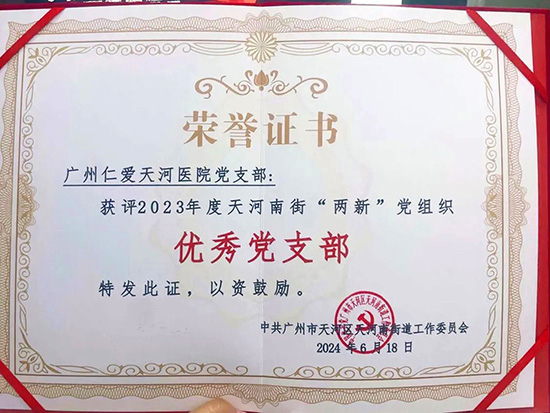 荣誉证书
广州仁爱天河医院党支部：
获评2023年度天河南街“两新”党组织
优秀党支部
特发此证，以资鼓励。
中共广州市天河区天河南街道工作委员会
2024年6月18日